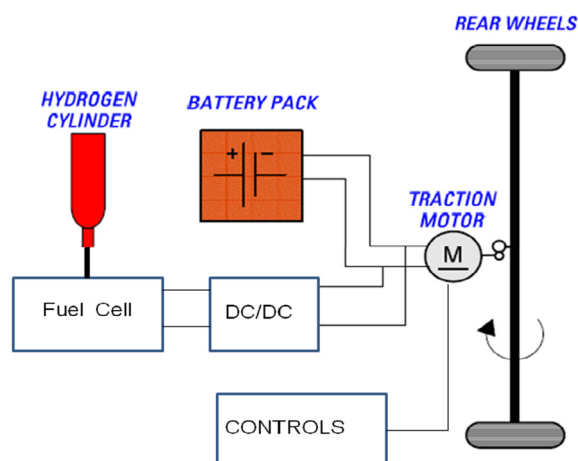 REAR WHEELS
HYDROGEN
CYLINDER
BATTERY PACK
+ −
TRACTION
MOTOR
M
Fuel Cell
DC/DC
CONTROLS